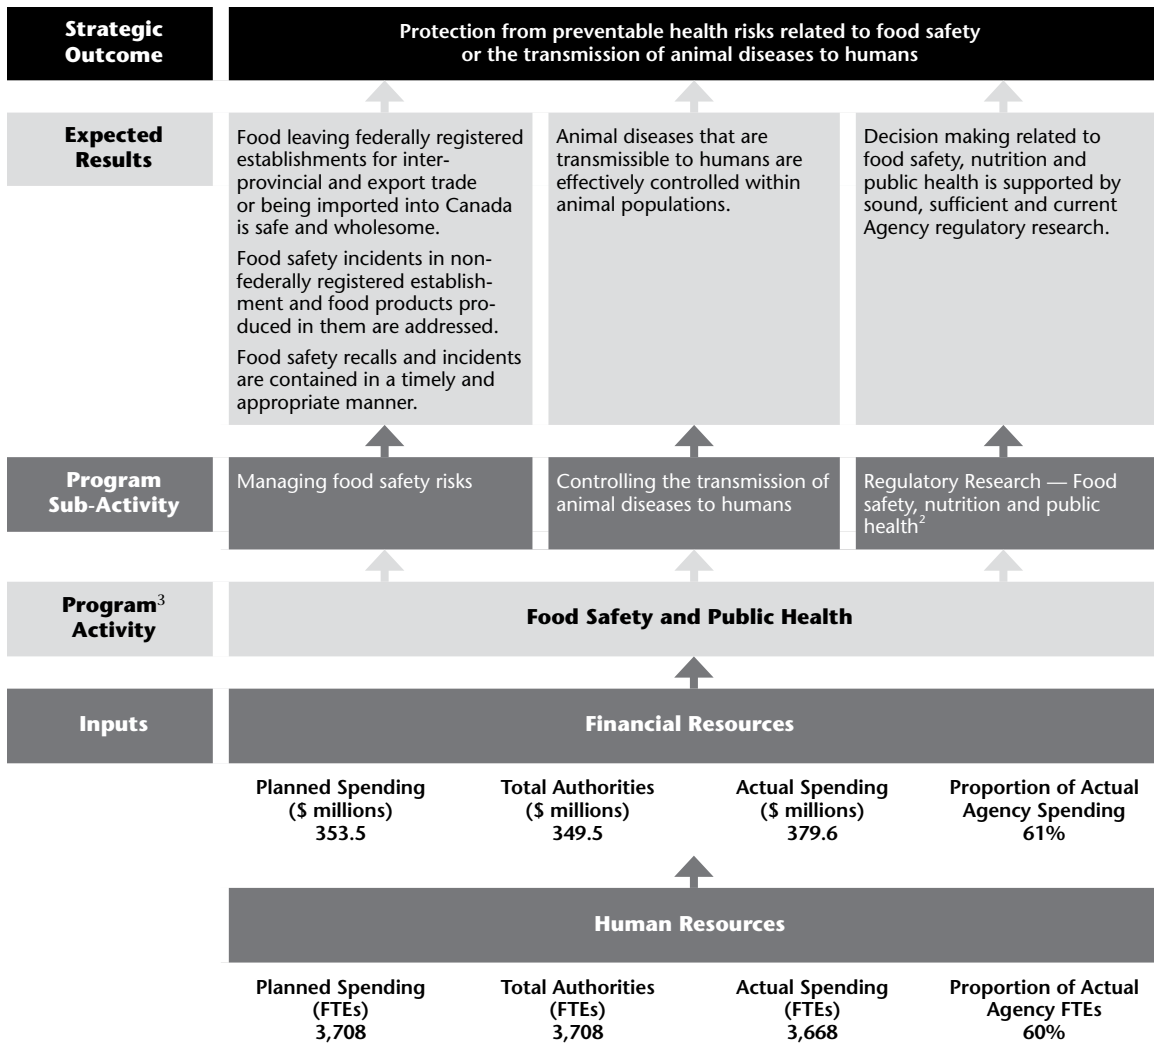 Strategic
Outcome
Protection from preventable health risks related to food safety
or the transmission of animal diseases to humans
Expected
Results
Food leaving federally registered
establishments for inter-
provincial and export trade
or being imported into Canada
is safe and wholesome.
Food safety incidents in non-
federally registered establish-
ment and food products pro-
duced in them are addressed.
Food safety recalls and incidents
are contained in a timely and
appropriate manner.
Animal diseases that are
transmissible to humans are
effectively controlled within
animal populations.
Decision making related to
food safety, nutrition and
public health is supported by
sound, sufficient and current
Agency regulatory research.
Program
Sub-Activity
Managing food safety risks
Controlling the transmission of
animal diseases to humans
Regulatory Research — Food
safety, nutrition and public
health2
Program3
Activity
Food Safety and Public Health
Inputs
Financial Resources
Planned Spending
($ millions)
353.5
Total Authorities
($ millions)
349.5
Actual Spending
($ millions)
379.6
Proportion of Actual
Agency Spending
61%
Human Resources
Planned Spending
(FTEs)
3,708
Total Authorities
(FTEs)
3,708
Actual Spending
(FTEs)
3,668
Proportion of Actual
Agency FTEs
60%